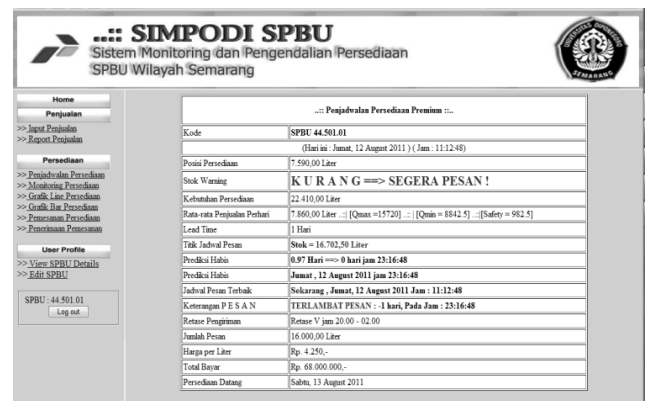 ..:: SIMPODI SPBU
Sistem Monitoring dan Pengendalian Persediaan
SPBU Wilayah Semarang
UNIVERSITAS DIPONEGORO
SEMARANG
Home
Penjualan
>> Input Penjualan
>> Report Penjualan
Persediaan
>> Penjadwalan Persediaan
>> Monitoring Persediaan
>> Grafik Line Persediaan
>> Grafik Bar Persediaan
>> Pemesanan Persediaan
>> Penerimaan Pemesanan
User Profile
>> View SPBU Details
>> Edit SPBU
SPBU : 44.501.01
Log out
..:: Penjadwalan Persediaan Premium ::..
Kode SPBU 44.501.01
(Hari ini : Jumat, 12 August 2011 ) ( Jam : 11:12:48)
Posisi Persediaan 7.590,00 Liter
Stok Warning K U R A N G ==> SEGERA PESAN !
Kebutuhan Persediaan 22.410,00 Liter
Rata-rata Penjualan Perhari 7.860,00 Liter ..:| [Qmax =15720] ..:| [Qmin = 8842.5] ..:|[Safety = 982.5]
Lead Time 1 Hari
Titik Jadwal Pesan Stok = 16.702,50 Liter
Prediksi Habis 0.97 Hari ==> 0 hari jam 23:16:48
Prediksi Habis Jumat , 12 August 2011 jam 23:16:48
Jadwal Pesan Terbaik Sekarang , Jumat, 12 August 2011 Jam : 11:12:48
Keterangan P E S A N TERLAMBAT PESAN : -1 hari, Pada Jam : 23:16:48
Retase Pengiriman Retase V jam 20.00 - 02.00
Jumlah Pesan 16.000,00 Liter
Harga per Liter Rp. 4.250,-
Total Bayar Rp. 68.000.000,-
Persediaan Datang Sabtu, 13 August 2011